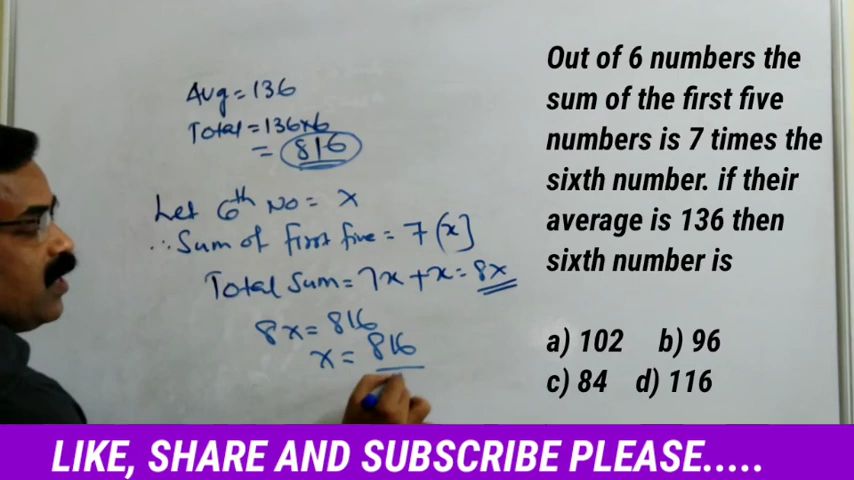 Avg = 136
Total = 136×6
= 816
Let 6th No = x
∴ Sum of first five = 7(x]
Total Sum = 7x + x = 8x
8x = 816
x = 816
Out of 6 numbers the
sum of the first five
numbers is 7 times the
sixth number. if their
average is 136 then
sixth number is
a) 102 b) 96
c) 84 d) 116
LIKE, SHARE AND SUBSCRIBE PLEASE.....